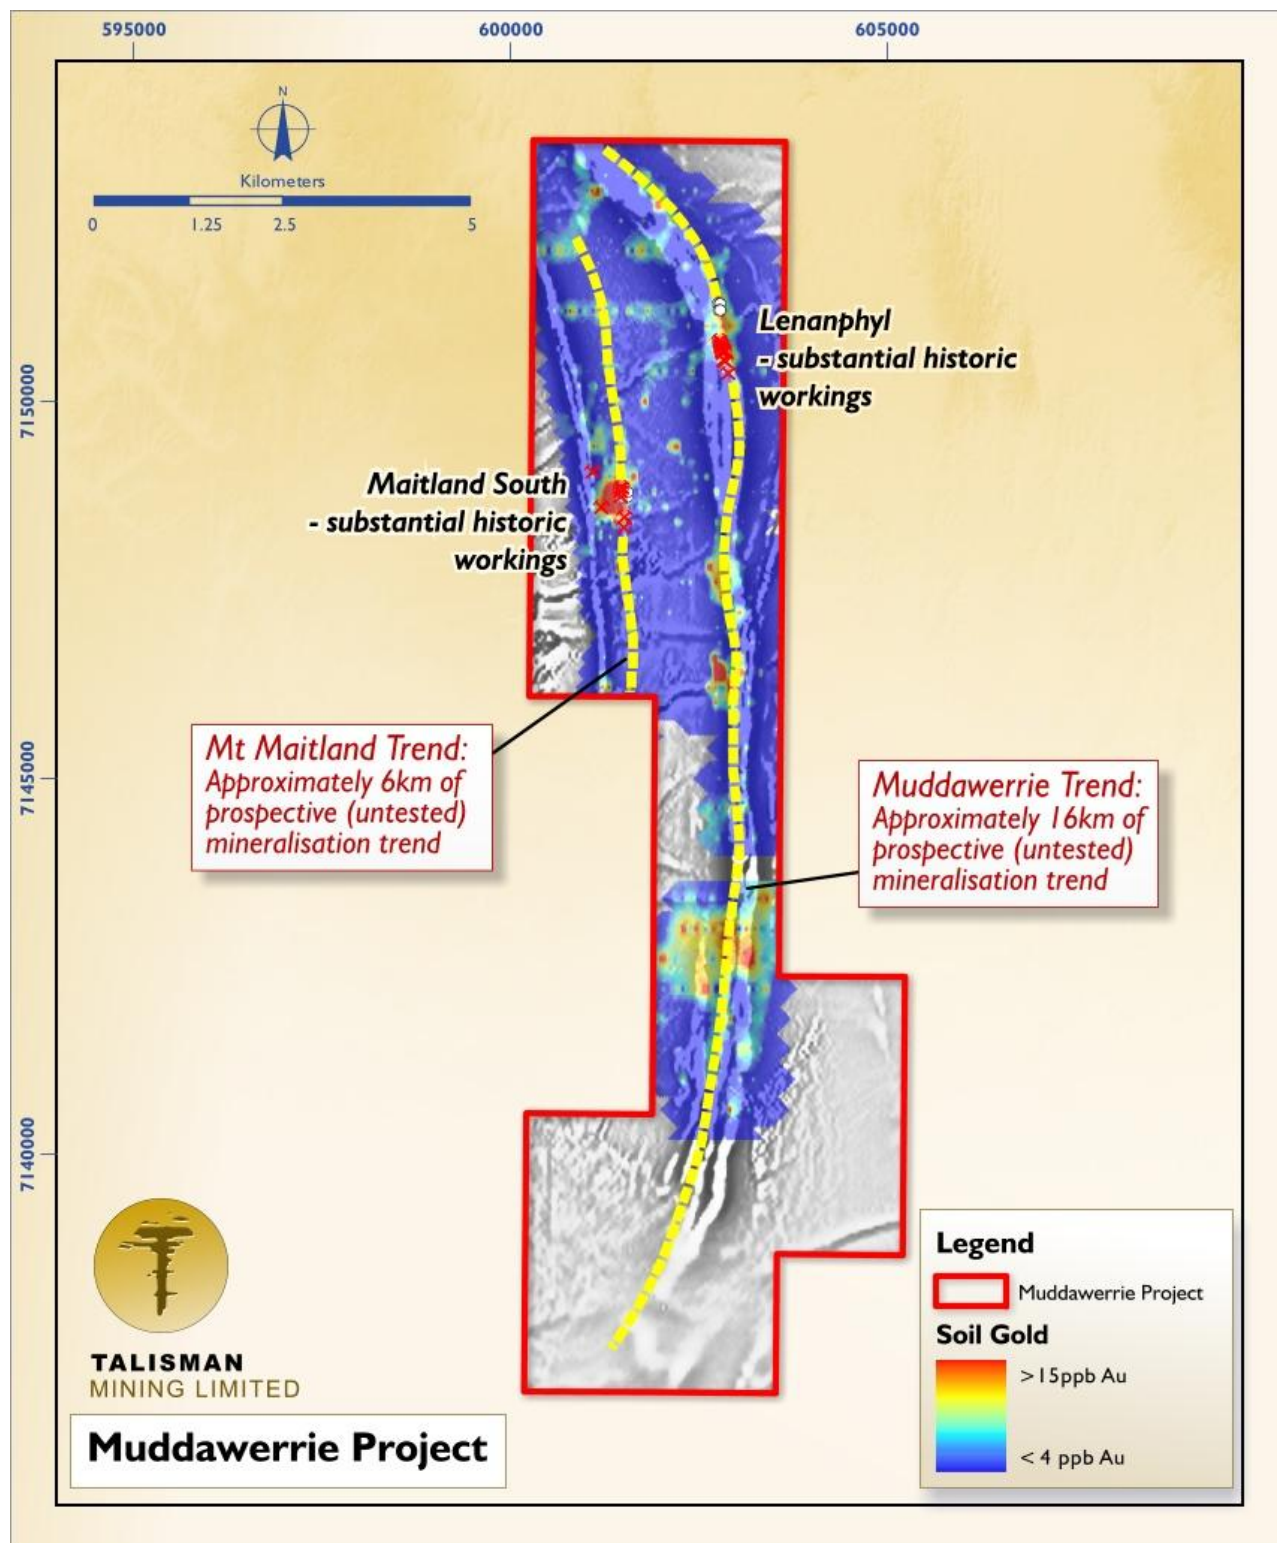 595000
600000
605000
N
Kilometers
0
1.25
2.5
5
7150000
7145000
7140000
Lenanphyl
- substantial historic
workings
Maitland South
- substantial historic
workings
Mt Maitland Trend:
Approximately 6km of
prospective (untested)
mineralisation trend
Muddawerrie Trend:
Approximately 16km of
prospective (untested)
mineralisation trend
TALISMAN
MINING LIMITED
Muddawerrie Project
Legend
Muddawerrie Project
Soil Gold
>15ppb Au
< 4 ppb Au